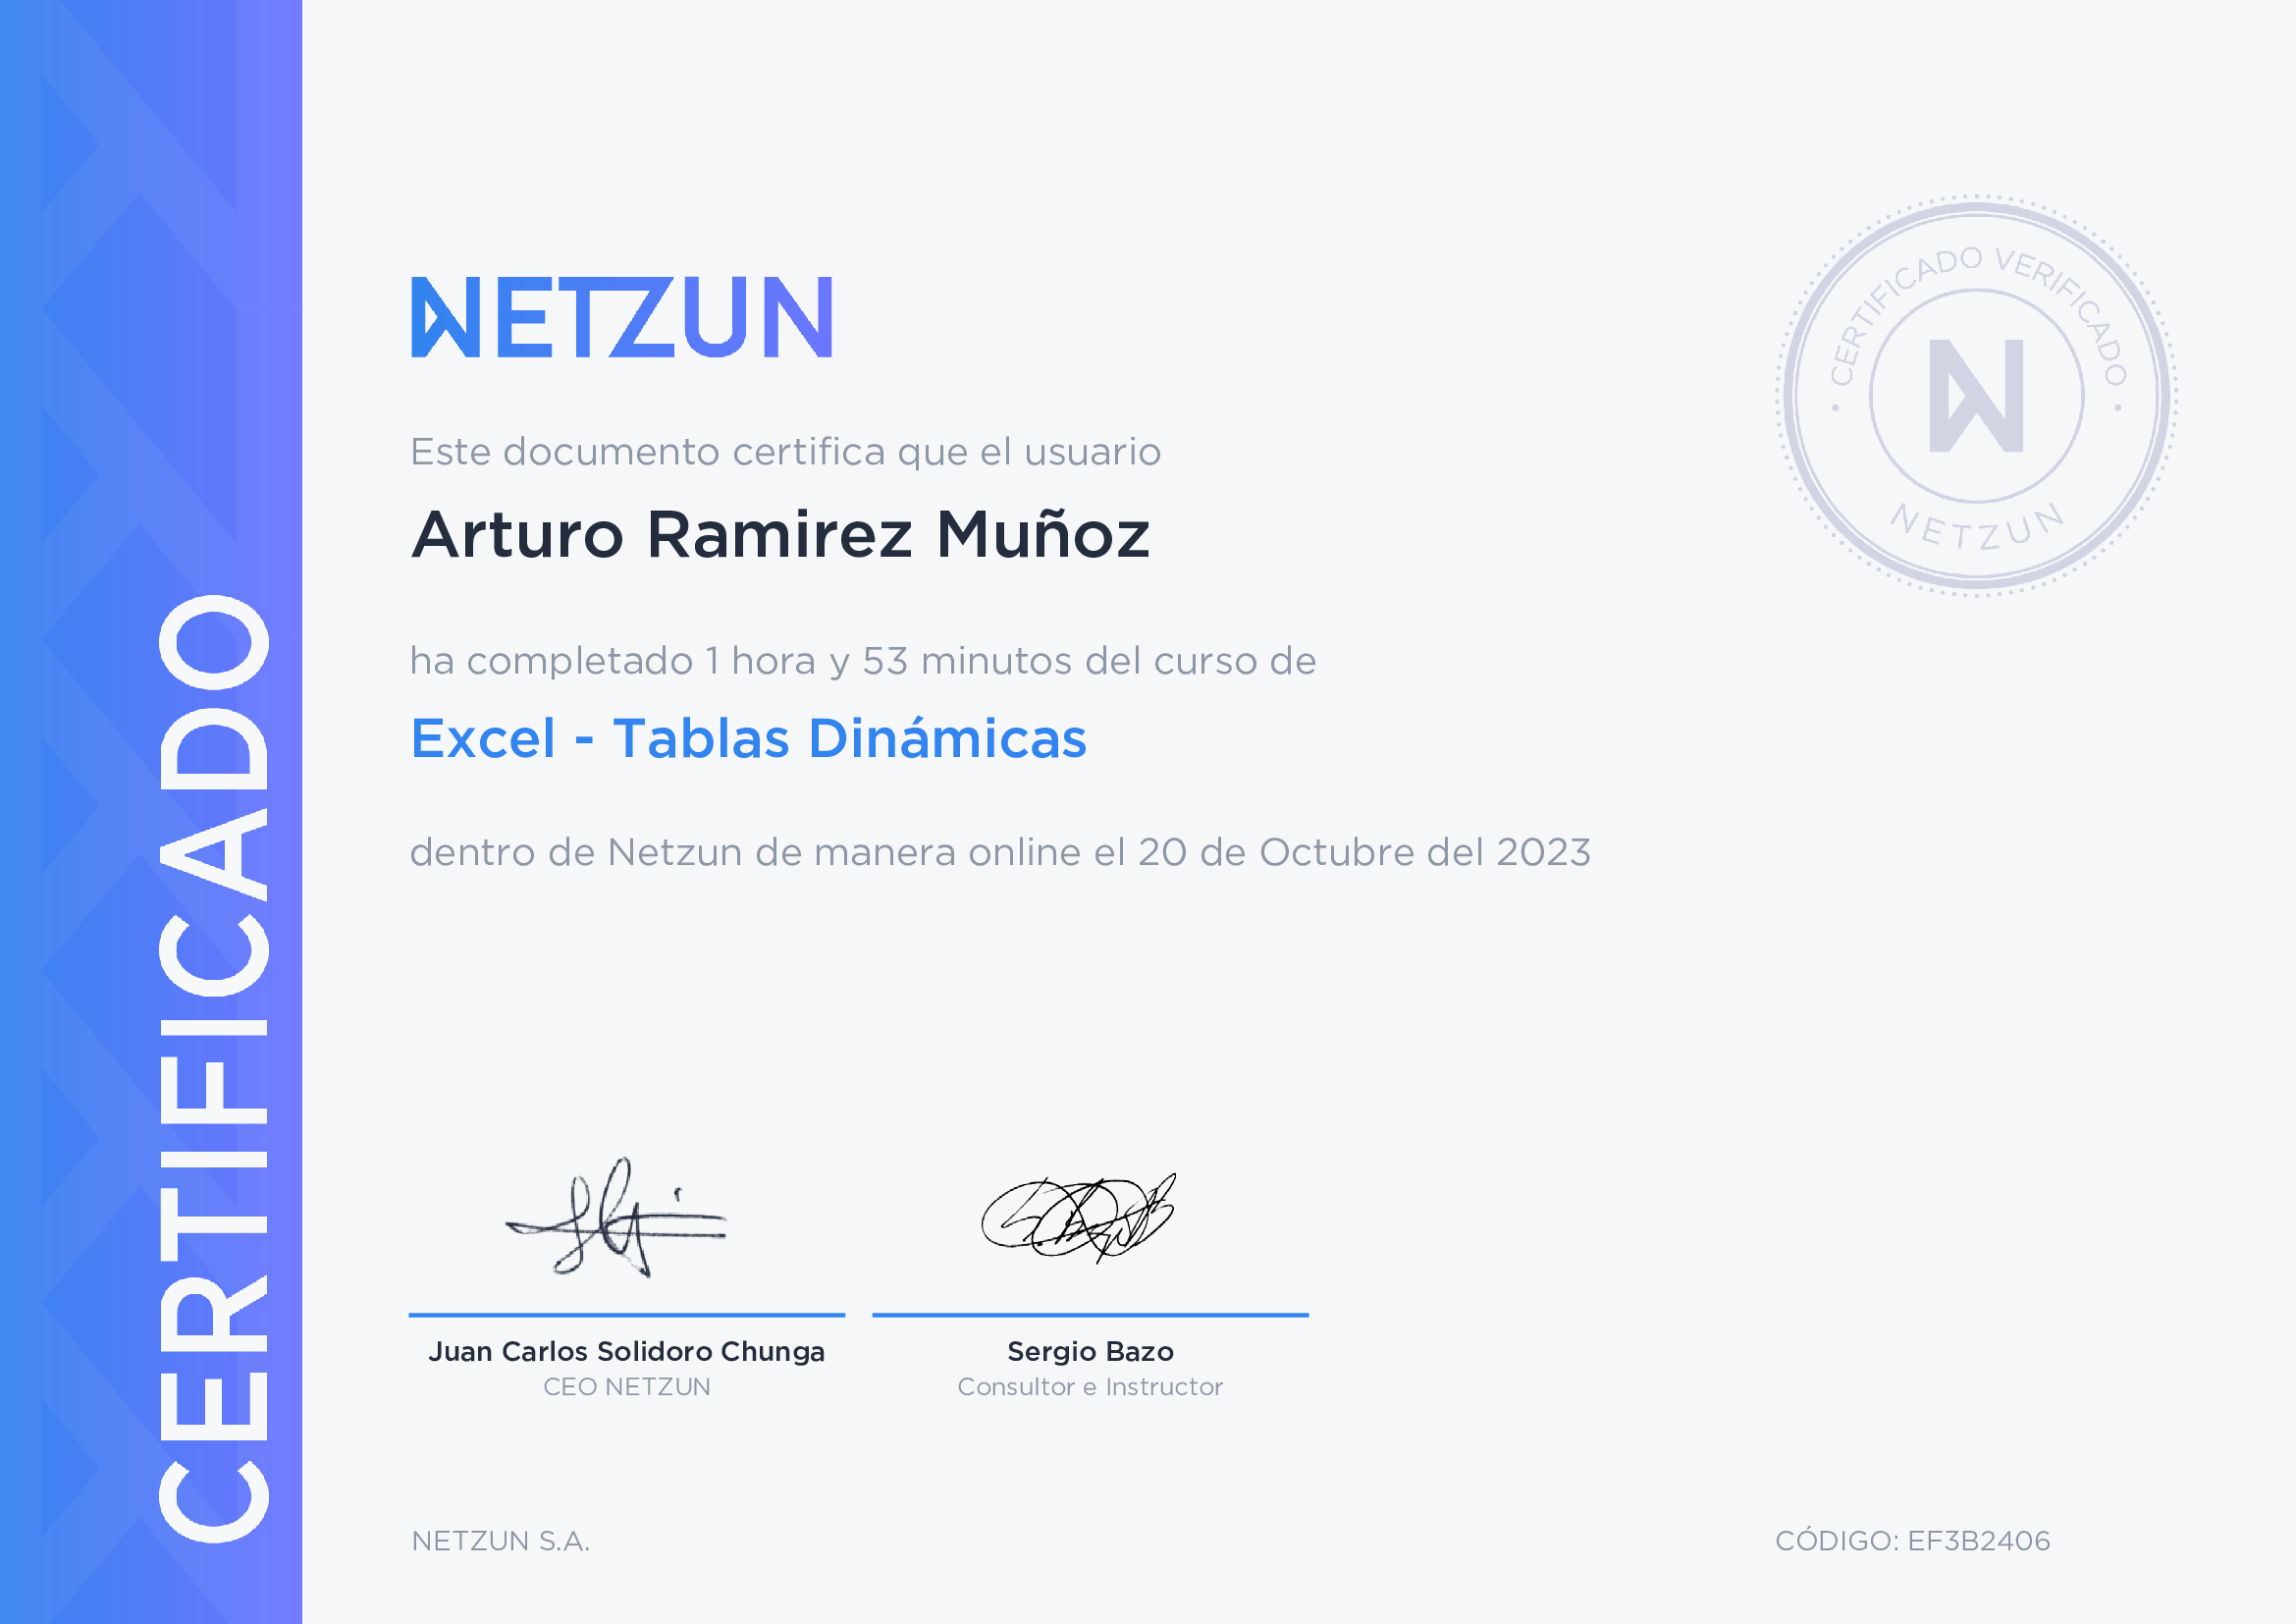 CERTIFICADO
NETZUN
CERTIFICADO VERIFICADO
NETZUN
Este documento certifica que el usuario
Arturo Ramirez Muñoz
ha completado 1 hora y 53 minutos del curso de
Excel - Tablas Dinámicas
dentro de Netzun de manera online el 20 de Octubre del 2023
Juan Carlos Solidoro Chunga
CEO NETZUN
Sergio Bazo
Consultor e Instructor
NETZUN S.A.
CÓDIGO: EF3B2406